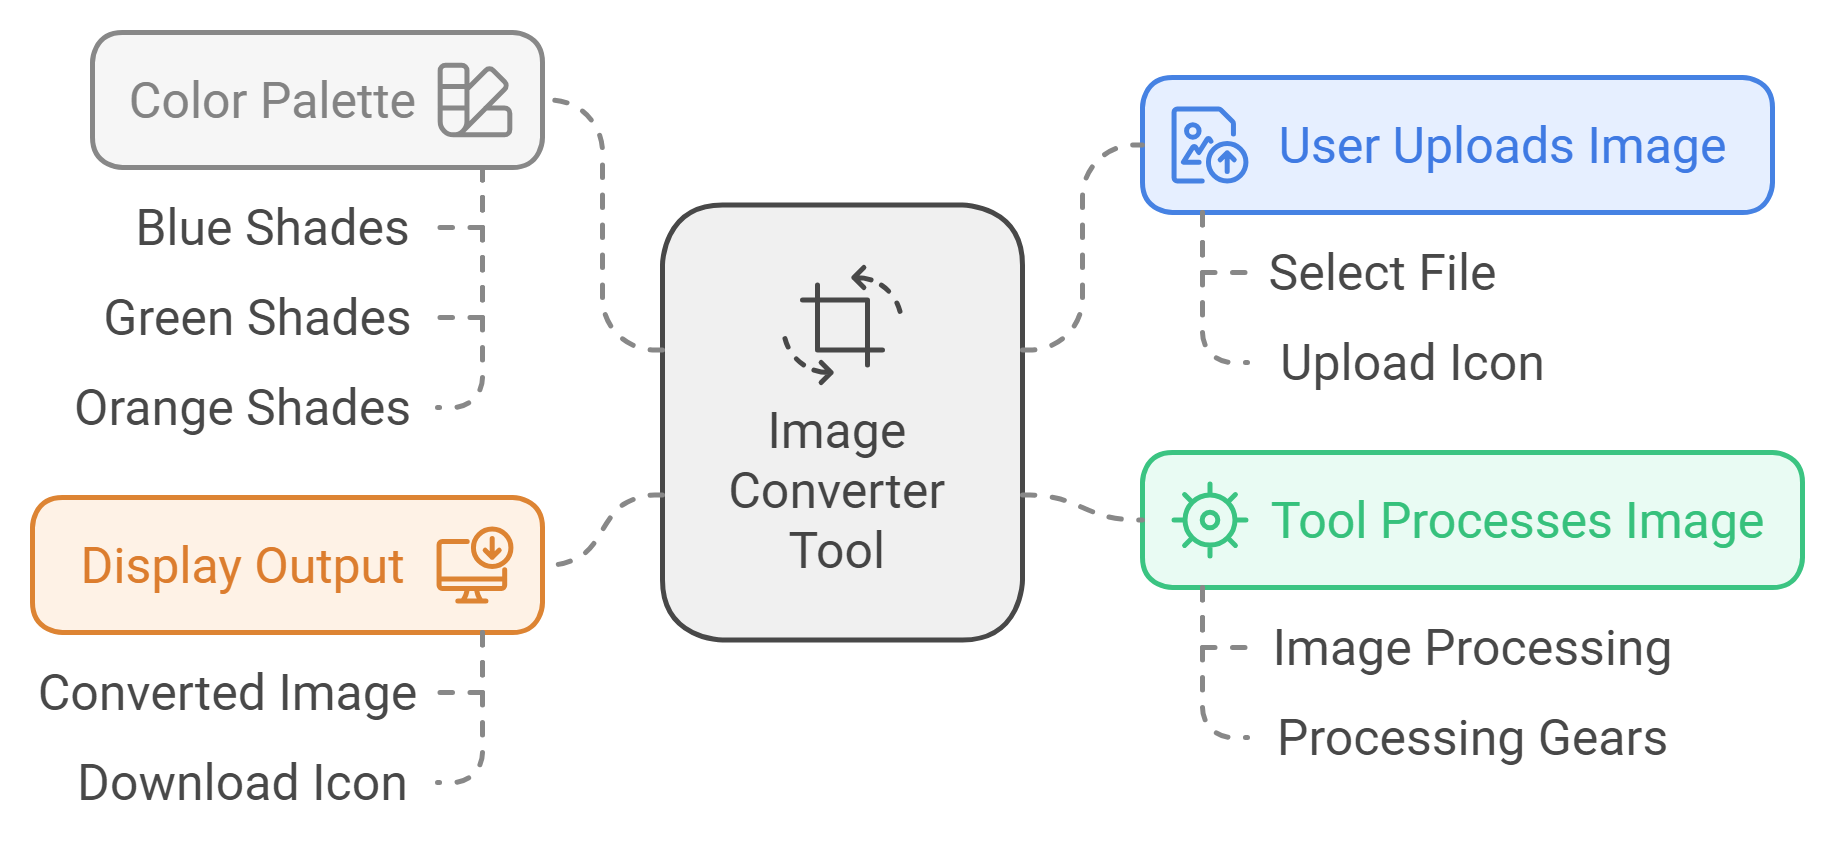 Color Palette
Blue Shades
Green Shades
Orange Shades
Display Output
Converted Image
Download Icon
Image
Converter
Tool
User Uploads Image
Select File
Upload Icon
Tool Processes Image
Image Processing
Processing Gears